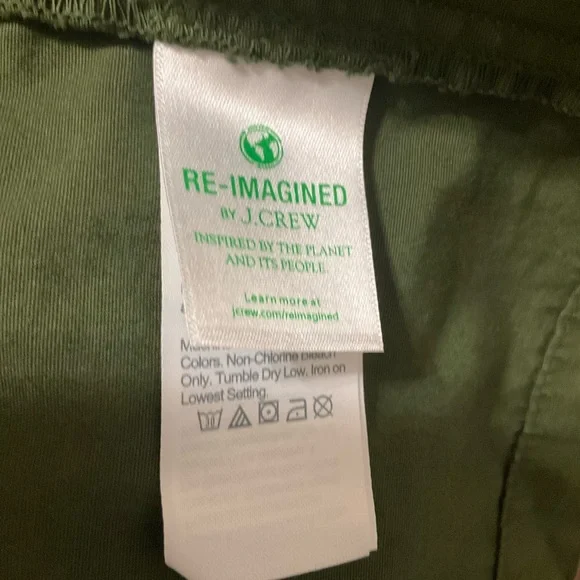 RE-IMAGINED
BY J.CREW
INSPIRED BY THE PLANET
AND ITS PEOPLE.
Learn more at
jcrew.com/reimagined
Colors. Non-Chlorine Bleach
Only. Tumble Dry Low. Iron on
Lowest Setting.